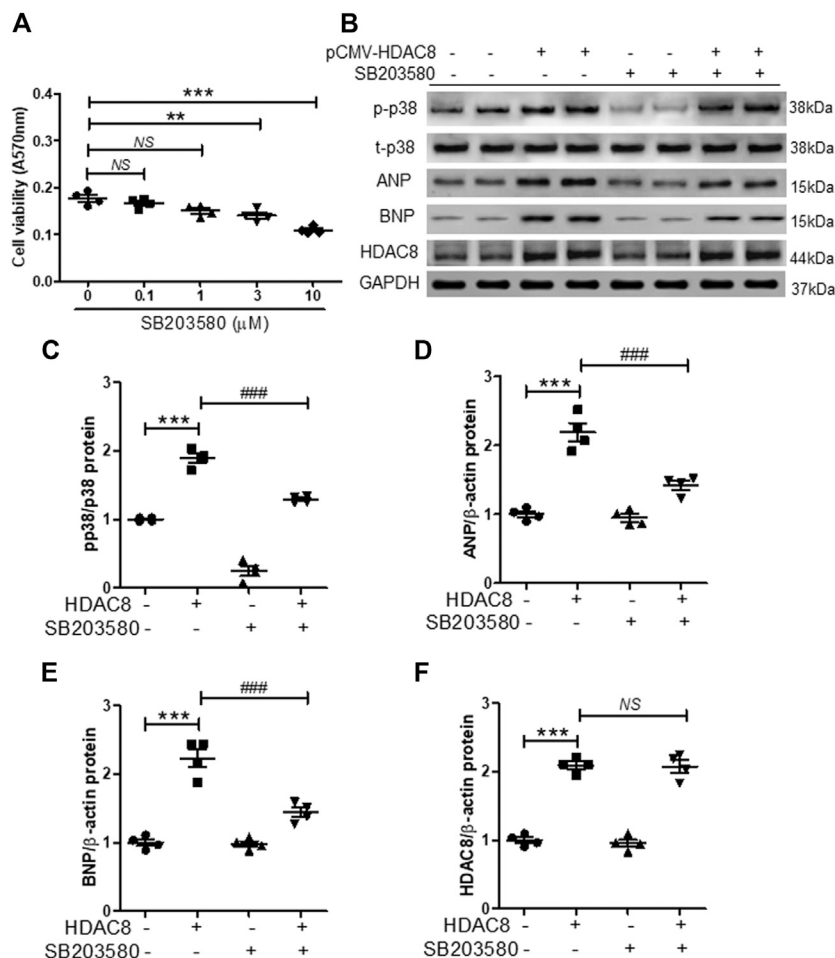 A
Cell viability (A570nm)
0.4
0.3
0.2
0.1
0.0
***
**
NS
NS
0 0.1 1 3 10
SB203580 (μM)
B
pCMV-HDAC8 - - + + - - + +
SB203580 - - - - + + + +
p-p38 38kDa
t-p38 38kDa
ANP 15kDa
BNP 15kDa
HDAC8 44kDa
GAPDH 37kDa
C
pp38/p38 protein
3
2
1
0
***
###
HDAC8 - + - +
SB203580 - - + +
D
ANP/β-actin protein
3
2
1
0
***
###
HDAC8 - + - +
SB203580 - - + +
E
BNP/β-actin protein
3
2
1
0
***
###
HDAC8 - + - +
SB203580 - - + +
F
HDAC8/β-actin protein
3
2
1
0
***
NS
HDAC8 - + - +
SB203580 - - + +